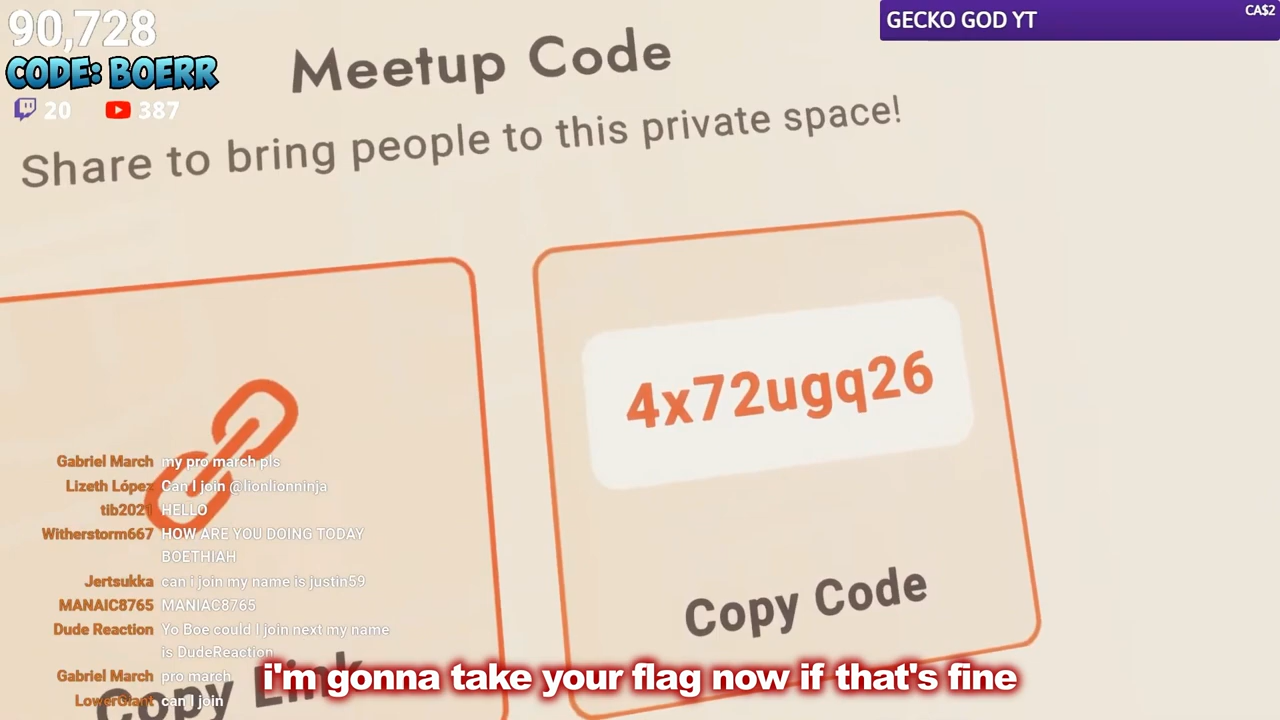 90,728
CODE: BOERR
20 387
GECKO GOD YT
CA$2
Meetup Code
Share to bring people to this private space!
4x72ugq26
Copy Code
Copy Link
Gabriel March my pro march pls
Lizeth López Can I join @lionlionninja
tib2021 HELLO
Witherstorm667 HOW ARE YOU DOING TODAY
BOETHIAH
Jertsukka can i join my name is justin59
MANAIC8765 MANIAC8765
Dude Reaction Yo Boe could I join next my name
is DudeReaction
Gabriel March pro march
LowerGiant can I join
i'm gonna take your flag now if that's fine